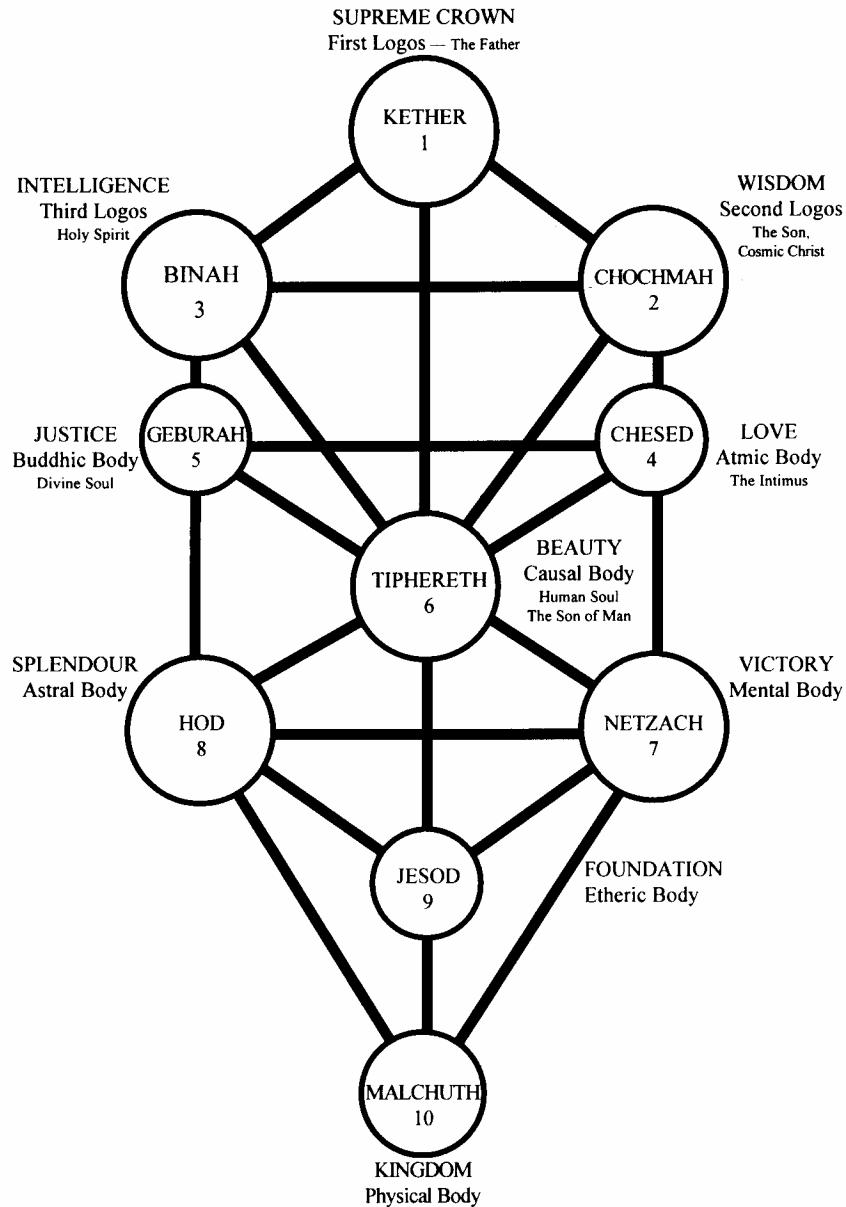 SUPREME CROWN
First Logos — The Father
KETHER
1
INTELLIGENCE
Third Logos
Holy Spirit
WISDOM
Second Logos
The Son,
Cosmic Christ
BINAH
3
CHOCHMAH
2
JUSTICE
Buddhic Body
Divine Soul
GEBURAH
5
CHESED
4
LOVE
Atmic Body
The Intimus
TIPHERETH
6
BEAUTY
Causal Body
Human Soul
The Son of Man
SPLENDOUR
Astral Body
HOD
8
NETZACH
7
VICTORY
Mental Body
JESOD
9
FOUNDATION
Etheric Body
MALCHUTH
10
KINGDOM
Physical Body